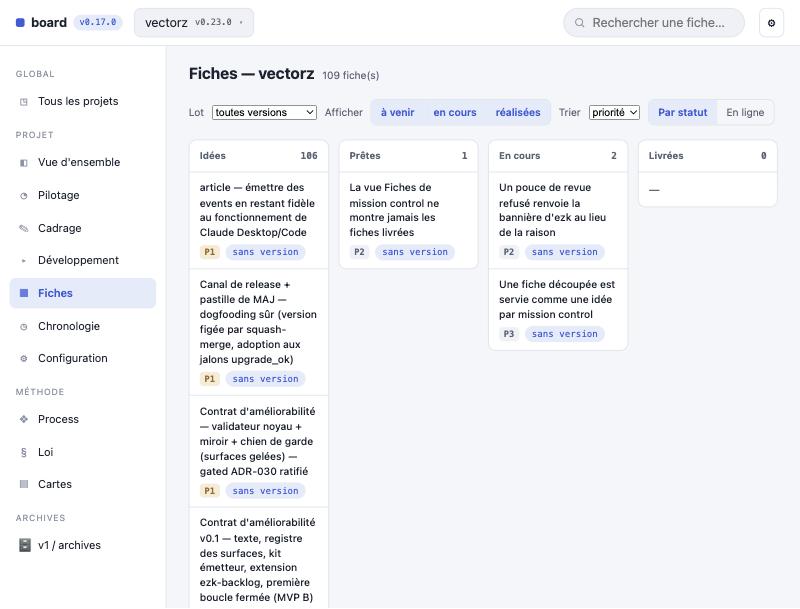 board v0.17.0 vectorz v0.23.0 Rechercher une fiche...
GLOBAL
Tous les projets
PROJET
Vue d'ensemble
Pilotage
Cadrage
Développement
Fiches
Chronologie
Configuration
MÉTHODE
Process
§ Loi
Cartes
ARCHIVES
v1 / archives
Fiches — vectorz 109 fiche(s)
Lot toutes versions Afficher à venir en cours réalisées Trier priorité Par statut En ligne
Idées 106
article — émettre des
events en restant fidèle
au fonctionnement de
Claude Desktop/Code
P1 sans version
Canal de release +
pastille de MAJ —
dogfooding sûr (version
figée par squash-
merge, adoption aux
jalons upgrade_ok)
P1 sans version
Contrat d'améliorabilité
— validateur noyau +
miroir + chien de garde
(surfaces gelées) —
gated ADR-030 ratifié
P1 sans version
Contrat d'améliorabilité
v0.1 — texte, registre
des surfaces, kit
émetteur, extension
ezk-backlog, première
boucle fermée (MVP B)
Prêtes 1
La vue Fiches de
mission control ne
montre jamais les
fiches livrées
P2 sans version
En cours 2
Un pouce de revue
refusé renvoie la
bannière d'ezk au lieu
de la raison
P2 sans version
Une fiche découpée est
servie comme une idée
par mission control
P3 sans version
Livrées 0
—